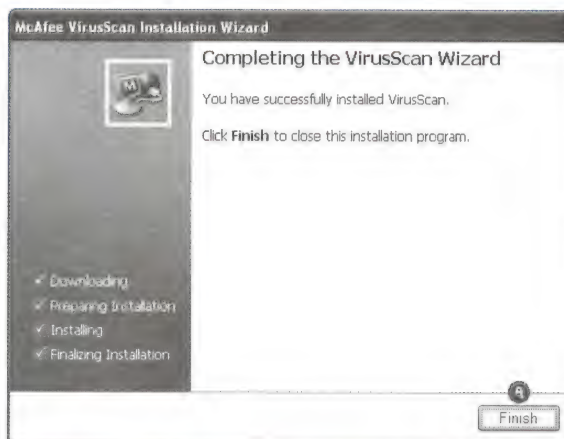 McAfee VirusScan Installation Wizard
Completing the VirusScan Wizard
You have successfully installed VirusScan.
Click Finish to close this installation program.
✓ Downloading
✓ Preparing Installation
✓ Installing
✓ Finalizing Installation
A
Finish